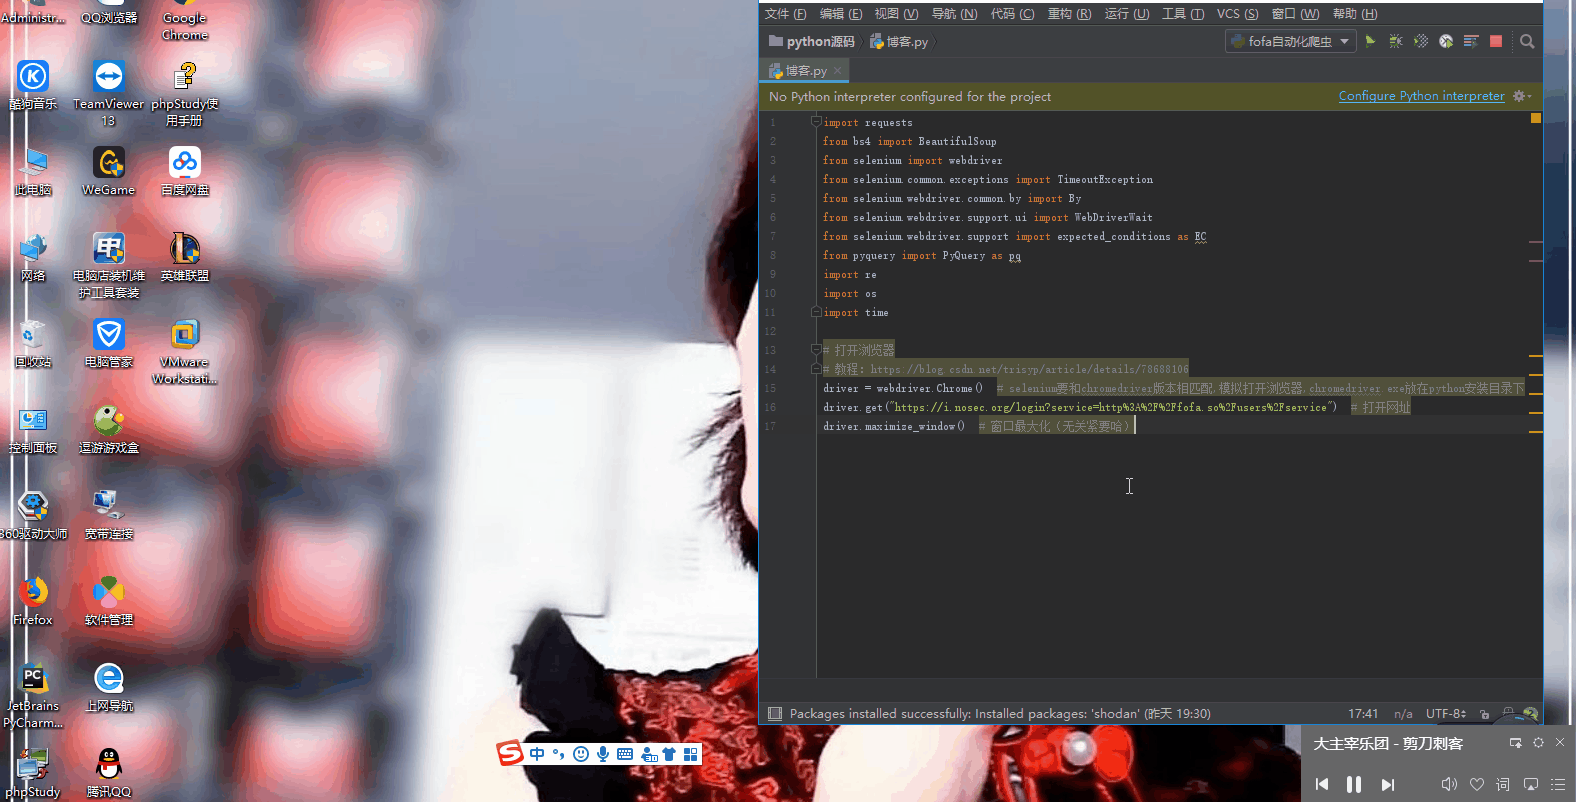 Administr...
QQ浏览器
Google Chrome
酷狗音乐
TeamViewer 13
phpStudy使用手册
此电脑
WeGame
百度网盘
网络
电脑店装机维护工具套装
英雄联盟
回收站
电脑管家
VMware Workstati...
控制面板
逗游游戏盒
360驱动大师
宽带连接
Firefox
软件管理
JetBrains PyCharm...
上网导航
phpStudy
腾讯QQ
文件 (F) 编辑 (E) 视图 (V) 导航 (N) 代码 (C) 重构 (R) 运行 (U) 工具 (T) VCS (S) 窗口 (W) 帮助 (H)
python源码 博客.py fofa自动化爬虫
博客.py
No Python interpreter configured for the project Configure Python interpreter
1 import requests
2 from bs4 import BeautifulSoup
3 from selenium import webdriver
4 from selenium.common.exceptions import TimeoutException
5 from selenium.webdriver.common.by import By
6 from selenium.webdriver.support.ui import WebDriverWait
7 from selenium.webdriver.support import expected_conditions as EC
8 from pyquery import PyQuery as pq
9 import re
10 import os
11 import time
12
13 # 打开浏览器
14 # 教程：https://blog.csdn.net/trisyp/article/details/78688106
15 driver = webdriver.Chrome() # selenium要和chromedriver版本相匹配,模拟打开浏览器,chromedriver.exe放在python安装目录下
16 driver.get("https://i.nosec.org/login?service=http%3A%2F%2Ffofa.so%2Fusers%2Fservice") # 打开网址
17 driver.maximize_window() # 窗口最大化（无关紧要哈）
Packages installed successfully: Installed packages: 'shodan' (昨天 19:30) 17:41 n/a UTF-8
中
大主宰乐团 - 剪刀刺客
词